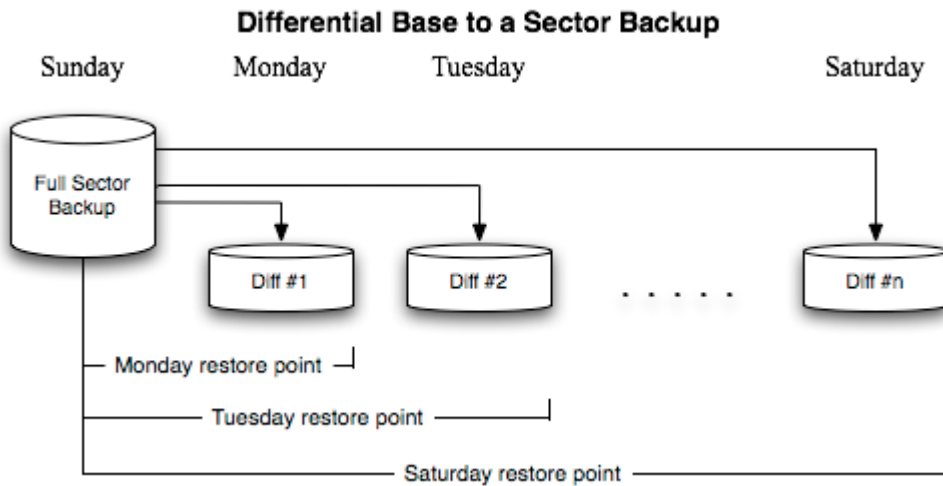 Differential Base to a Sector Backup
Sunday
Monday
Tuesday
Saturday
Full Sector
Backup
Diff #1
Diff #2
. . . . .
Diff #n
Monday restore point
Tuesday restore point
Saturday restore point